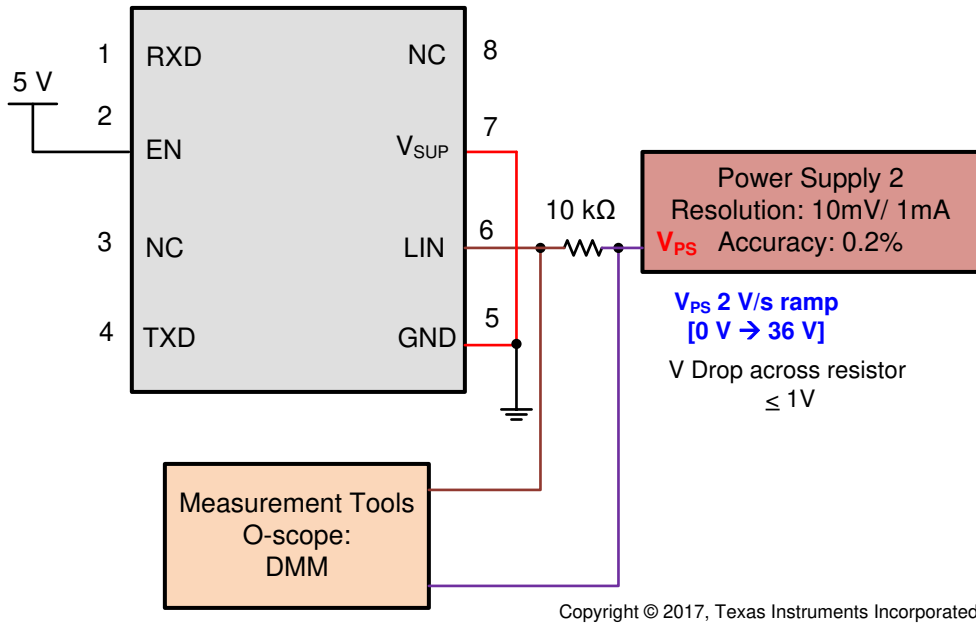 1
RXD
NC
8
5 V
2
EN
7
VSUP
3
NC
6
LIN
10 kΩ
4
TXD
5
GND
Power Supply 2
Resolution: 10mV/ 1mA
VPS Accuracy: 0.2%
VPS 2 V/s ramp
[0 V → 36 V]
V Drop across resistor
≤ 1V
Measurement Tools
O-scope:
DMM
Copyright © 2017, Texas Instruments Incorporated